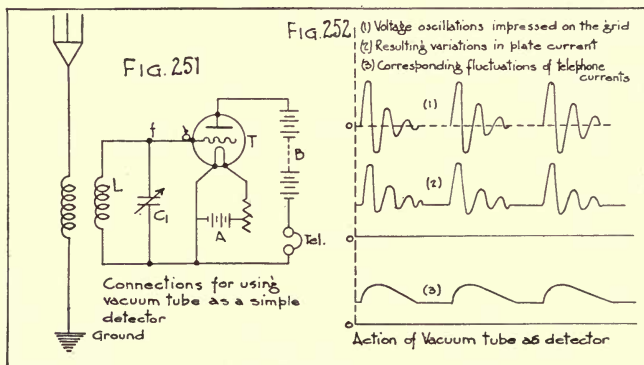 FIG. 251
f
T
L
C1
A
B
Tel.
Connections for using
vacuum tube as a simple
detector
Ground
FIG. 252
(1) Voltage oscillations impressed on the grid
(2) Resulting variations in plate current
(3) Corresponding fluctuations of telephone
currents
0
(1)
(2)
0
(3)
0
Action of Vacuum tube as detector